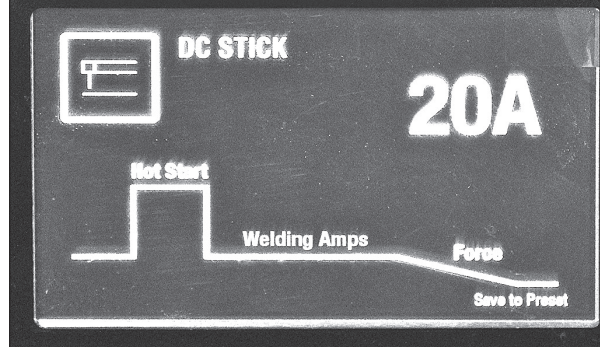 DC STICK
20A
Hot Start
Welding Amps
Force
Save to Preset